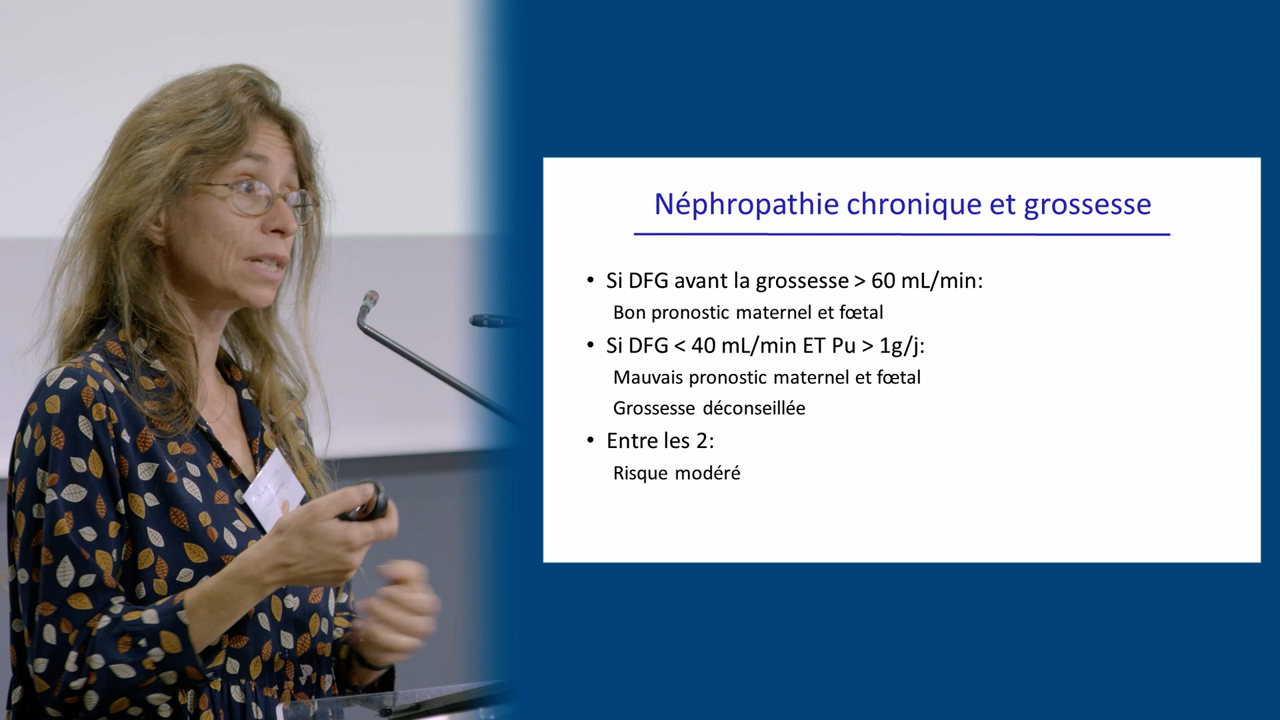 Néphropathie chronique et grossesse
• Si DFG avant la grossesse > 60 mL/min:
Bon pronostic maternel et fœtal
• Si DFG < 40 mL/min ET Pu > 1g/j:
Mauvais pronostic maternel et fœtal
Grossesse déconseillée
• Entre les 2:
Risque modéré